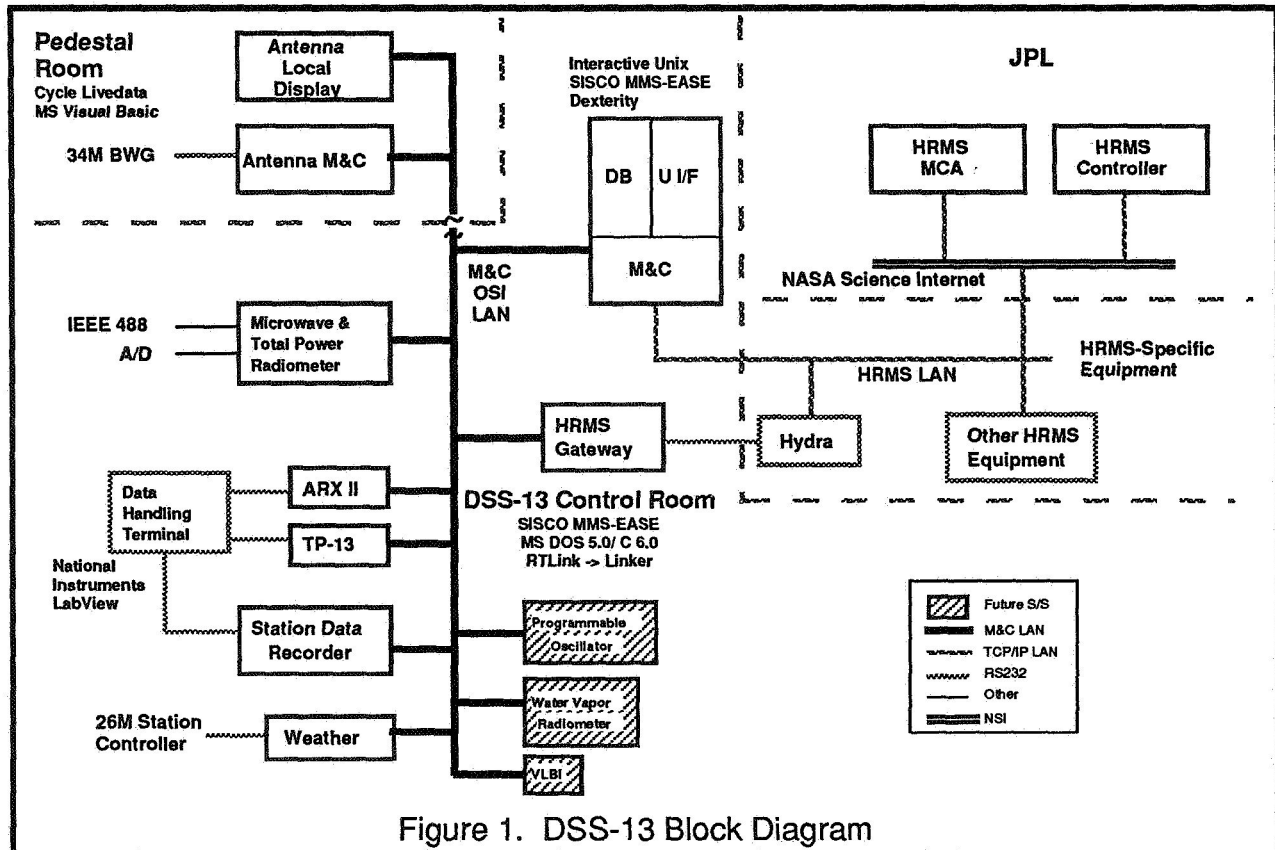 Pedestal
Room
Cycle Livedata
MS Visual Basic
Antenna
Local
Display
34M BWG
Antenna M&C
Interactive Unix
SISCO MMS-EASE
Dexterity
DB
U I/F
M&C
JPL
HRMS
MCA
HRMS
Controller
NASA Science Internet
M&C
OSI
LAN
IEEE 488
A/D
Microwave &
Total Power
Radiometer
HRMS LAN
HRMS-Specific
Equipment
HRMS
Gateway
Hydra
Other HRMS
Equipment
Data
Handling
Terminal
ARX II
TP-13
National
Instruments
LabView
DSS-13 Control Room
SISCO MMS-EASE
MS DOS 5.0/ C 6.0
RTLink -> Linker
Station Data
Recorder
Programmable
Oscillator
26M Station
Controller
Weather
Water Vapor
Radiometer
VLBI
Future S/S
M&C LAN
TCP/IP LAN
RS232
Other
NSI
Figure 1. DSS-13 Block Diagram